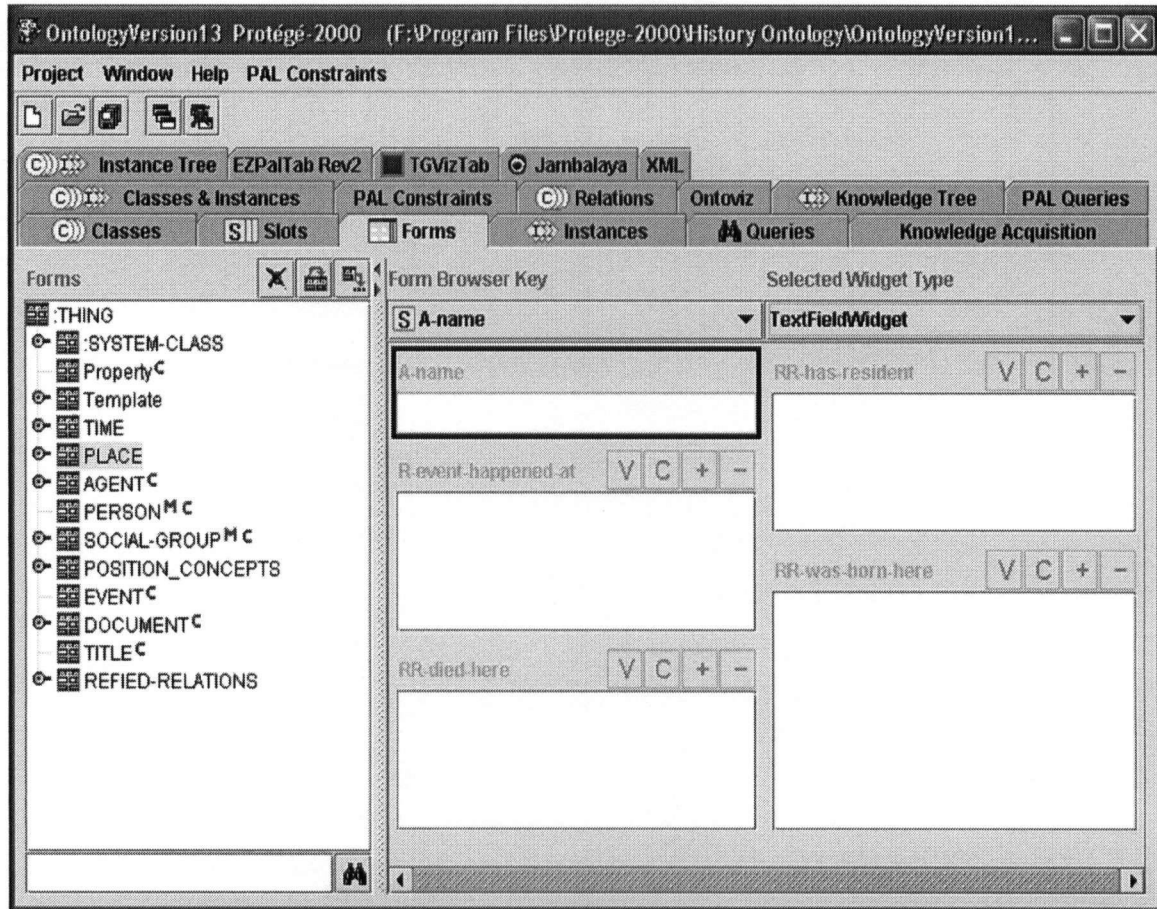 OntologyVersion13 Protégé-2000 (F:\Program Files\Protege-2000\History Ontology\OntologyVersion1...
Project Window Help PAL Constraints
C I Instance Tree EZPalTab Rev2 TGVizTab Jambalaya XML
C I Classes & Instances PAL Constraints C Relations Ontoviz I Knowledge Tree PAL Queries
C Classes S Slots Forms I Instances Queries Knowledge Acquisition
Forms
:THING
:SYSTEM-CLASS
Property C
Template
TIME
PLACE
AGENT C
PERSON M C
SOCIAL-GROUP M C
POSITION_CONCEPTS
EVENT C
DOCUMENT C
TITLE C
REFIED-RELATIONS
Form Browser Key
S A-name
A-name
R-event-happened-at V C + -
RR-died-here V C + -
Selected Widget Type
TextFieldWidget
RR-has-resident V C + -
RR-was-born-here V C + -